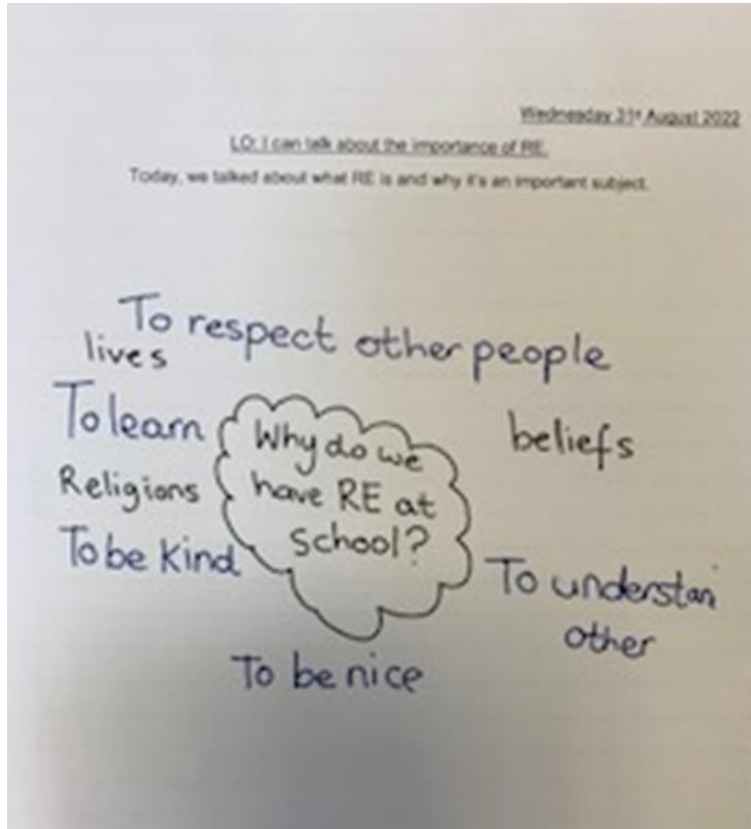 Wednesday 31st August 2022
LO: I can talk about the importance of RE.
Today, we talked about what RE is and why it's an important subject.
To respect other people
lives
To learn
beliefs
Why do we
have RE at
School?
Religions
To be kind
To understan
other
To be nice